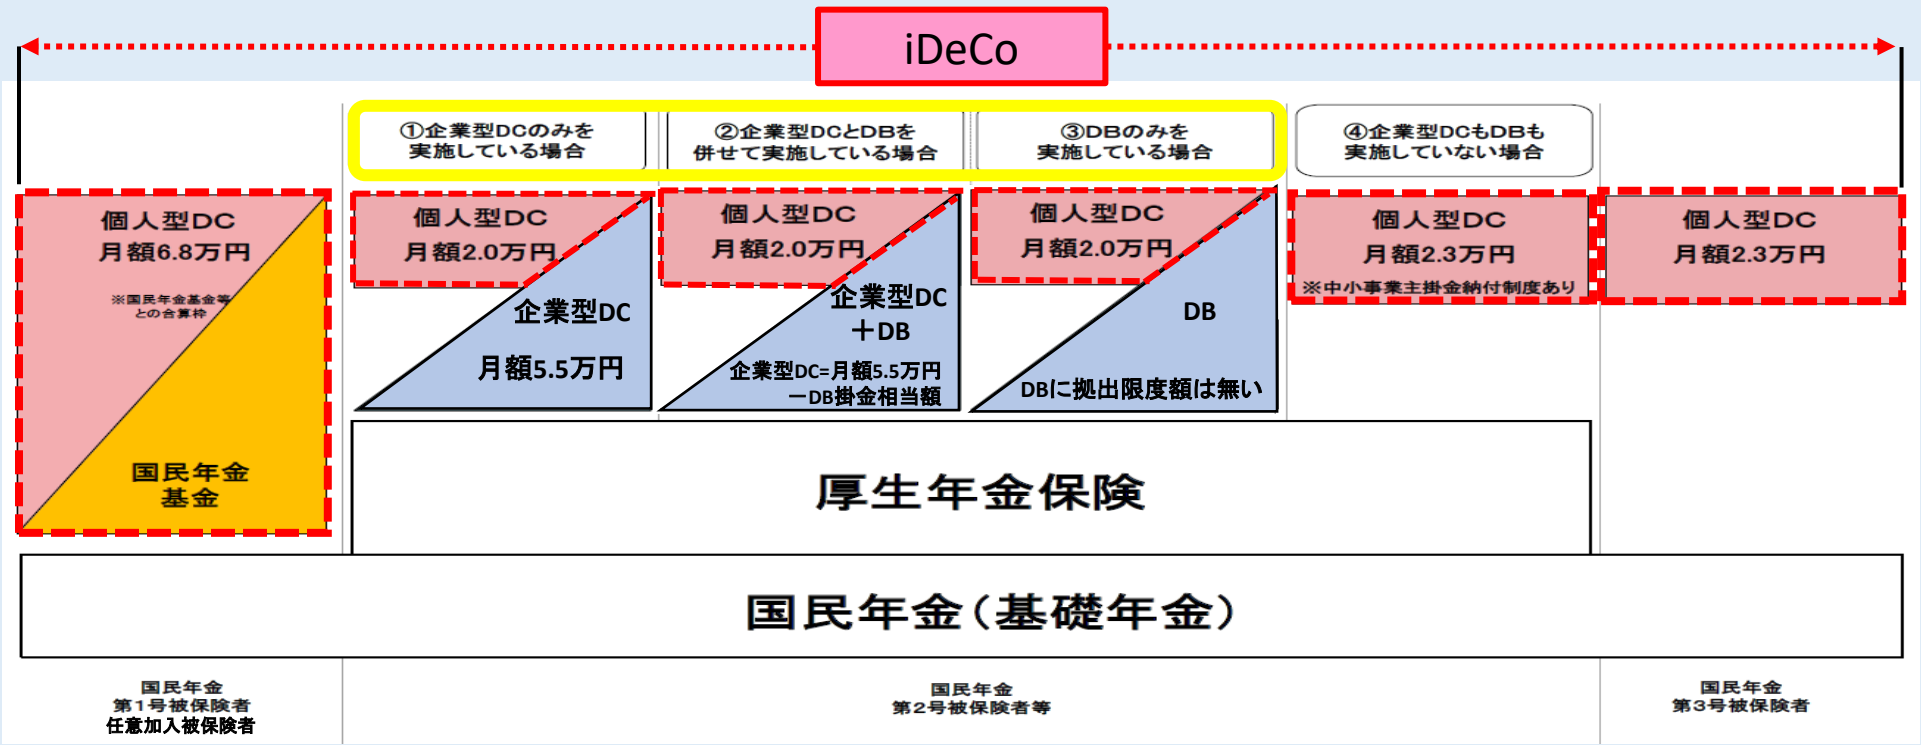 iDeCo
①企業型DCのみを
実施している場合
②企業型DCとDBを
併せて実施している場合
③DBのみを
実施している場合
④企業型DCもDBも
実施していない場合
個人型DC
月額6.8万円
※国民年金基金等
との合算枠
国民年金
基金
個人型DC
月額2.0万円
企業型DC
月額5.5万円
個人型DC
月額2.0万円
企業型DC
＋DB
企業型DC=月額5.5万円
－DB掛金相当額
個人型DC
月額2.0万円
DB
DBに拠出限度額は無い
個人型DC
月額2.3万円
※中小事業主掛金納付制度あり
個人型DC
月額2.3万円
厚生年金保険
国民年金（基礎年金）
国民年金
第1号被保険者
任意加入被保険者
国民年金
第2号被保険者等
国民年金
第3号被保険者